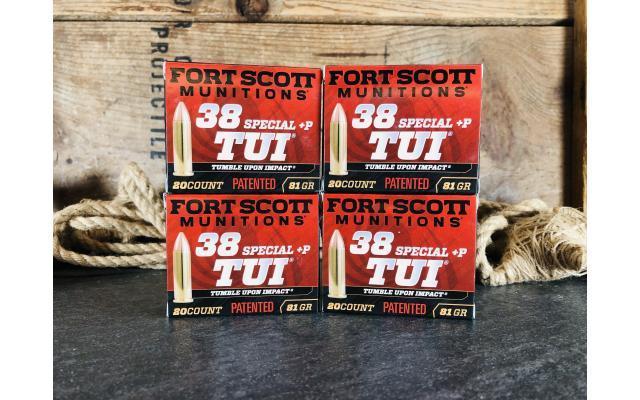 OR
PROJECTILE
FORT SCOTT
MUNITIONS®
38 SPECIAL +P
TUI®
TUMBLE UPON IMPACT®
20COUNT PATENTED 81GR
FORT SCOTT
MUNITIONS®
38 SPECIAL +P
TUI®
TUMBLE UPON IMPACT®
20COUNT PATENTED 81GR
FORT SCOTT
MUNITIONS®
38 SPECIAL +P
TUI®
TUMBLE UPON IMPACT®
20COUNT PATENTED 81GR
FORT SCOTT
MUNITIONS®
38 SPECIAL +P
TUI®
TUMBLE UPON IMPACT®
20COUNT PATENTED 81GR